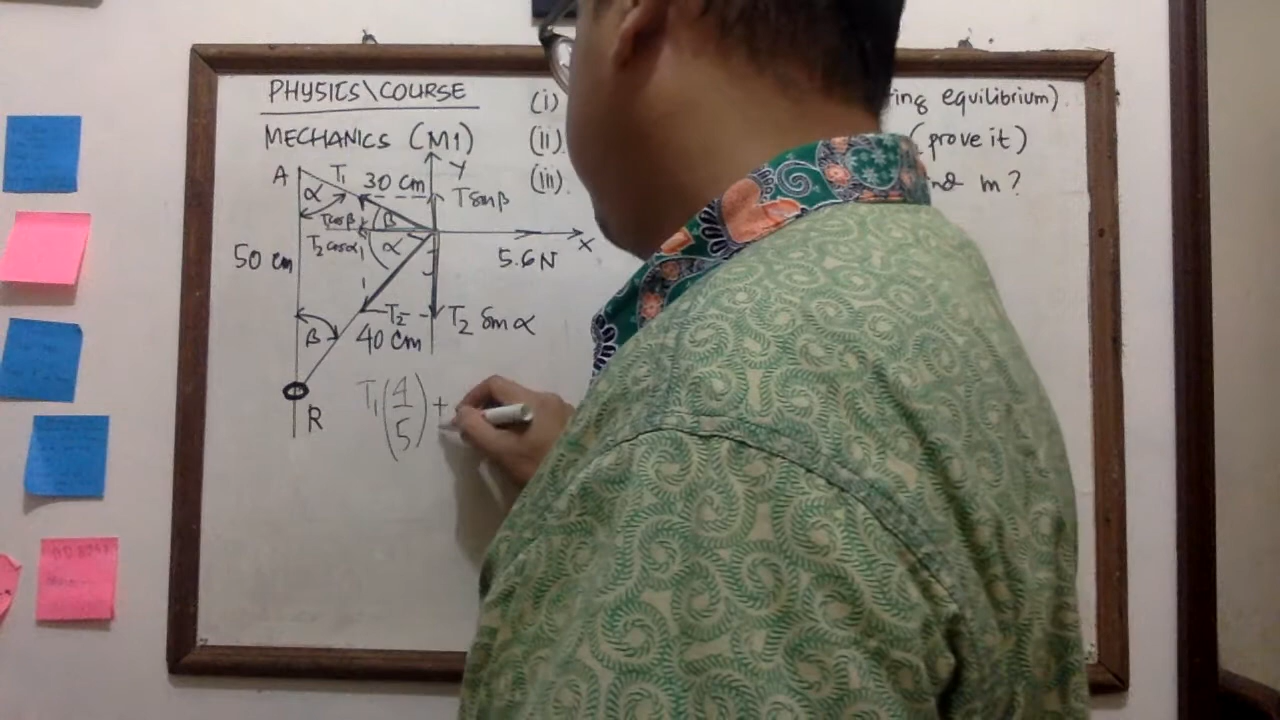 PHYSICS\COURSE
MECHANICS (M1)
(i)
ing equilibrium).
(ii)
(prove it)
(iii).
m?
A
α
T₁
30 cm
Y
T sin β
T cos β
β
T₂ cos α
α
50 cm
5.6 N
X
T₂
T₂ sin α
β
40 cm
R
T₁(4/5) +